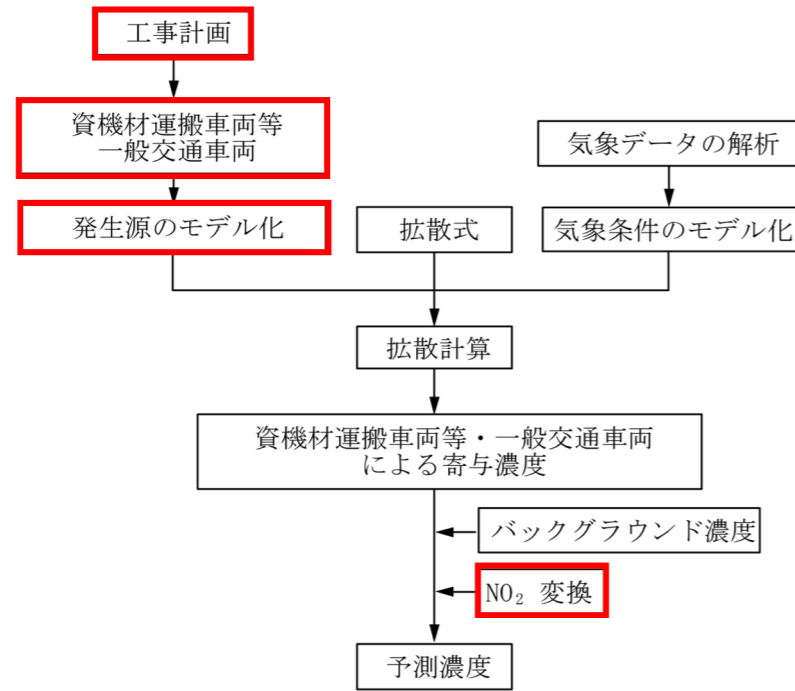 工事計画
資機材運搬車両等
一般交通車両
気象データの解析
発生源のモデル化
拡散式
気象条件のモデル化
拡散計算
資機材運搬車両等・一般交通車両
による寄与濃度
バックグラウンド濃度
NO₂ 変換
予測濃度